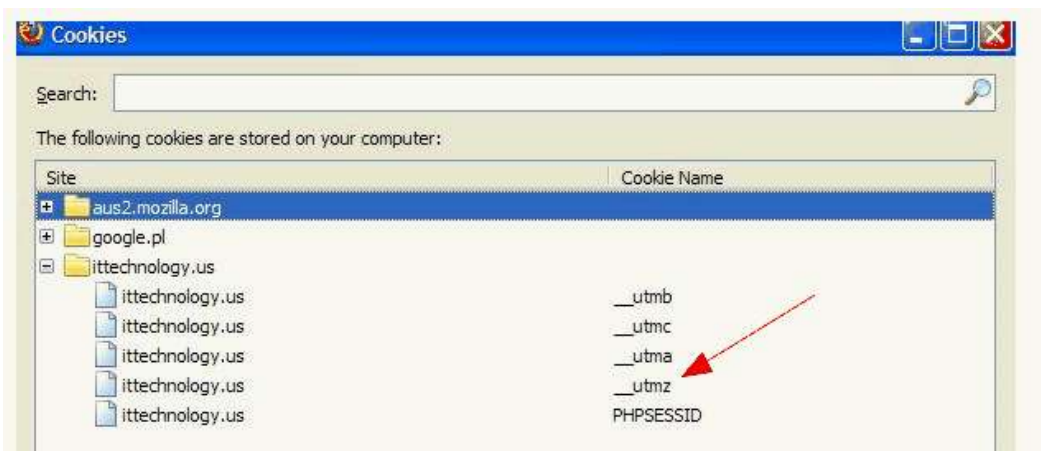 Cookies
Search:
The following cookies are stored on your computer:
Site Cookie Name
aus2.mozilla.org
google.pl
ittechnology.us
ittechnology.us __utmb
ittechnology.us __utmc
ittechnology.us __utma
ittechnology.us __utmz
ittechnology.us PHPSESSID